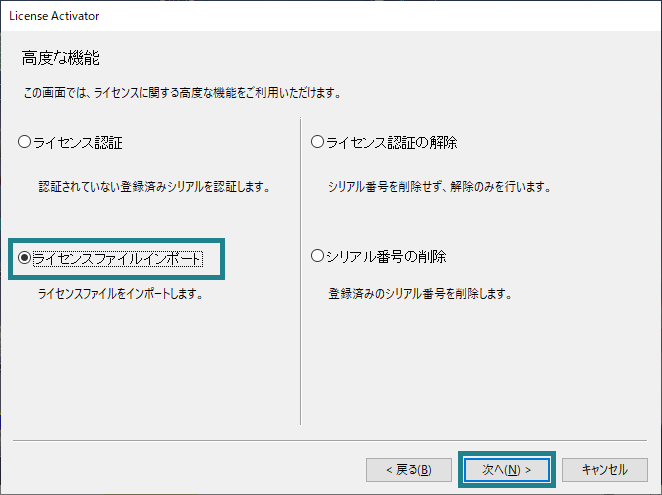 License Activator
高度な機能
この画面では、ライセンスに関する高度な機能をご利用いただけます。
ライセンス認証
認証されていない登録済みシリアルを認証します。
ライセンスファイルインポート
ライセンスファイルをインポートします。
ライセンス認証の解除
シリアル番号を削除せず、解除のみを行います。
シリアル番号の削除
登録済みのシリアル番号を削除します。
< 戻る(B)
次へ(N) >
キャンセル